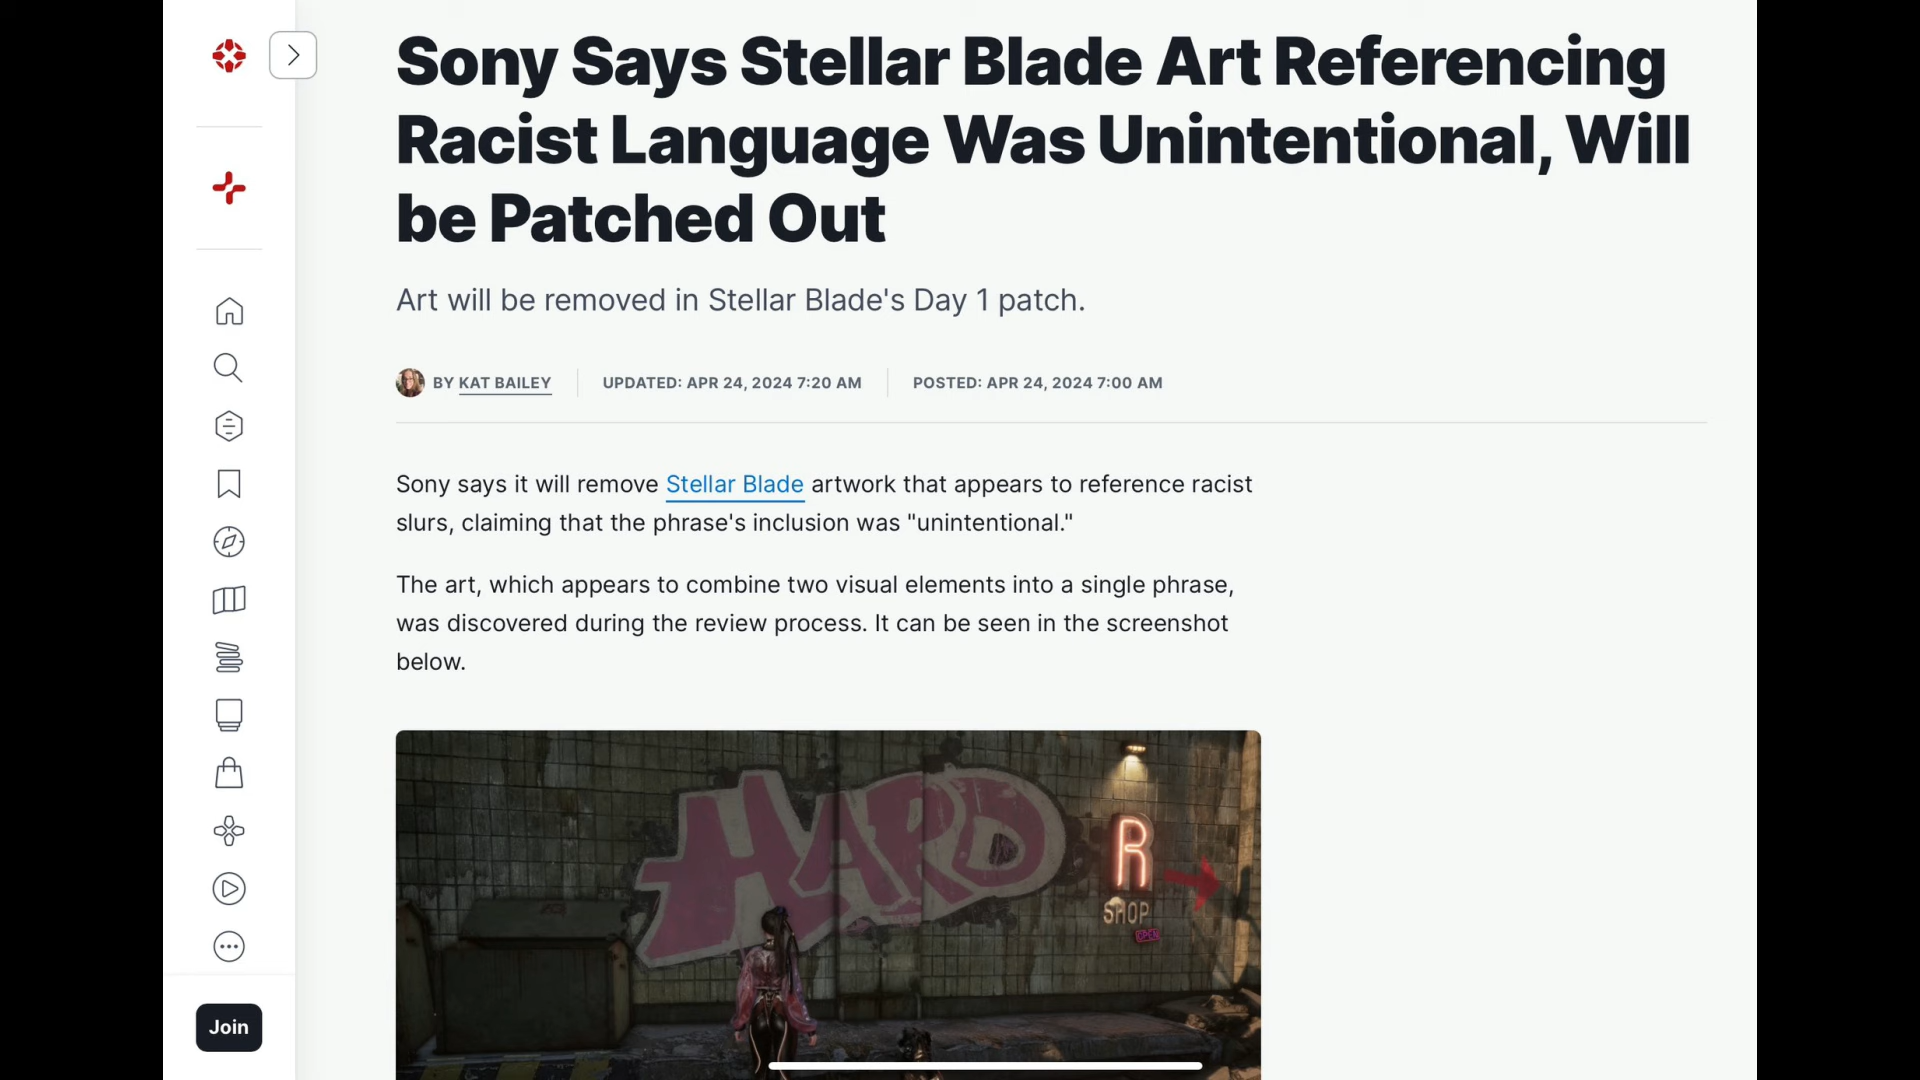 Sony Says Stellar Blade Art Referencing
Racist Language Was Unintentional, Will
be Patched Out
Art will be removed in Stellar Blade's Day 1 patch.
BY KAT BAILEY
UPDATED: APR 24, 2024 7:20 AM
POSTED: APR 24, 2024 7:00 AM
Sony says it will remove Stellar Blade artwork that appears to reference racist
slurs, claiming that the phrase's inclusion was "unintentional."
The art, which appears to combine two visual elements into a single phrase,
was discovered during the review process. It can be seen in the screenshot
below.
HARD
R
SHOP
OPEN
Join